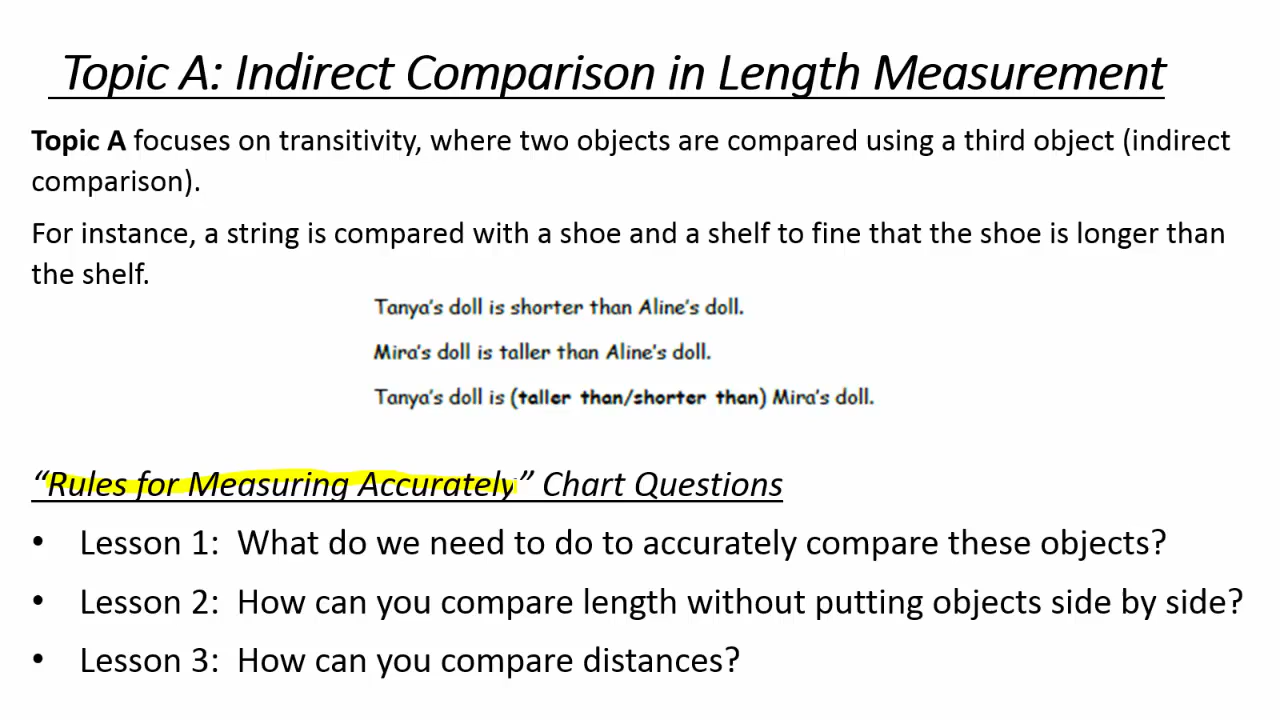 Topic A: Indirect Comparison in Length Measurement
Topic A focuses on transitivity, where two objects are compared using a third object (indirect
comparison).
For instance, a string is compared with a shoe and a shelf to fine that the shoe is longer than
the shelf.
Tanya's doll is shorter than Aline's doll.
Mira's doll is taller than Aline's doll.
Tanya's doll is (taller than/shorter than) Mira's doll.
“Rules for Measuring Accurately” Chart Questions
• Lesson 1: What do we need to do to accurately compare these objects?
• Lesson 2: How can you compare length without putting objects side by side?
• Lesson 3: How can you compare distances?